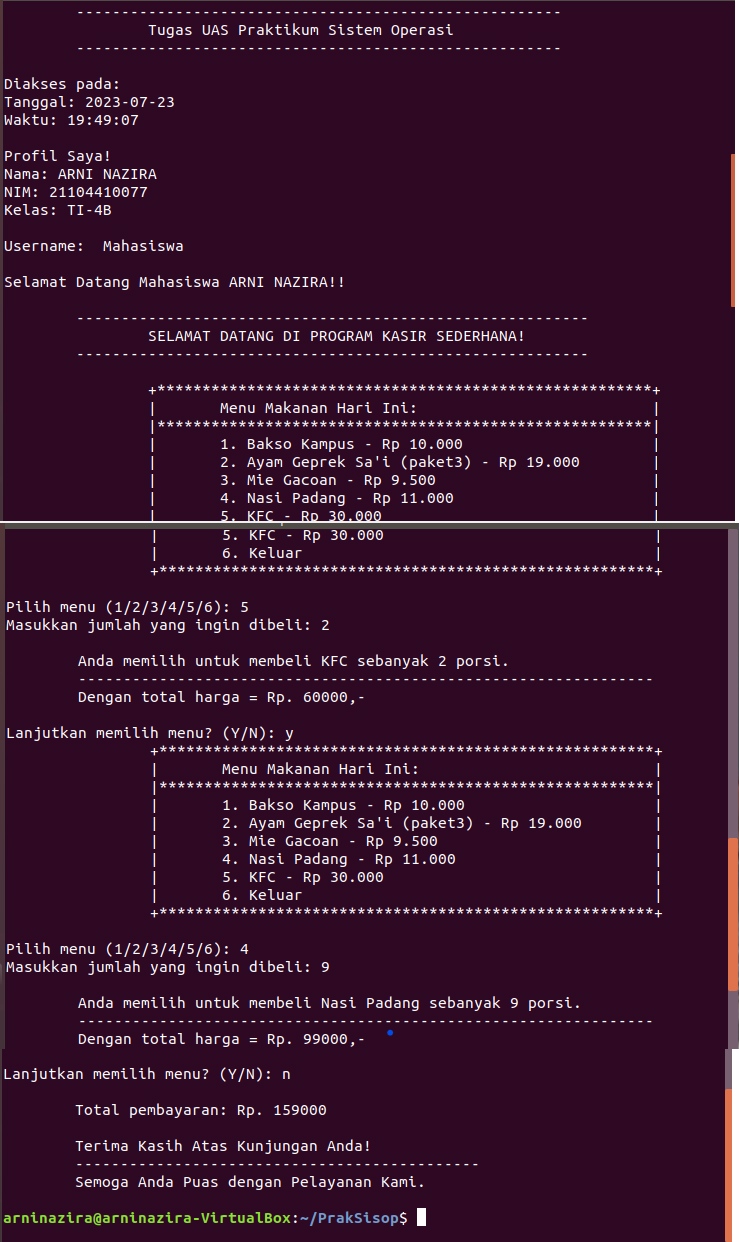 ------------------------------------------------------
Tugas UAS Praktikum Sistem Operasi
------------------------------------------------------
Diakses pada:
Tanggal: 2023-07-23
Waktu: 19:49:07
Profil Saya!
Nama: ARNI NAZIRA
NIM: 21104410077
Kelas: TI-4B
Username:  Mahasiswa
Selamat Datang Mahasiswa ARNI NAZIRA!!
---------------------------------------------------------
SELAMAT DATANG DI PROGRAM KASIR SEDERHANA!
---------------------------------------------------------
+*******************************************************+
|       Menu Makanan Hari Ini:                          |
|*******************************************************|
|       1. Bakso Kampus - Rp 10.000                     |
|       2. Ayam Geprek Sa'i (paket3) - Rp 19.000        |
|       3. Mie Gacoan - Rp 9.500                        |
|       4. Nasi Padang - Rp 11.000                      |
|       5. KFC - Rp 30.000                              |
|       5. KFC - Rp 30.000                              |
|       6. Keluar                                       |
+*******************************************************+
Pilih menu (1/2/3/4/5/6): 5
Masukkan jumlah yang ingin dibeli: 2
Anda memilih untuk membeli KFC sebanyak 2 porsi.
----------------------------------------------------------------
Dengan total harga = Rp. 60000,-
Lanjutkan memilih menu? (Y/N): y
+*******************************************************+
|       Menu Makanan Hari Ini:                          |
|*******************************************************|
|       1. Bakso Kampus - Rp 10.000                     |
|       2. Ayam Geprek Sa'i (paket3) - Rp 19.000        |
|       3. Mie Gacoan - Rp 9.500                        |
|       4. Nasi Padang - Rp 11.000                      |
|       5. KFC - Rp 30.000                              |
|       6. Keluar                                       |
+*******************************************************+
Pilih menu (1/2/3/4/5/6): 4
Masukkan jumlah yang ingin dibeli: 9
Anda memilih untuk membeli Nasi Padang sebanyak 9 porsi.
----------------------------------------------------------------
Dengan total harga = Rp. 99000,-
Lanjutkan memilih menu? (Y/N): n
Total pembayaran: Rp. 159000
Terima Kasih Atas Kunjungan Anda!
---------------------------------------------
Semoga Anda Puas dengan Pelayanan Kami.
arninazira@arninazira-VirtualBox:~/PrakSisop$